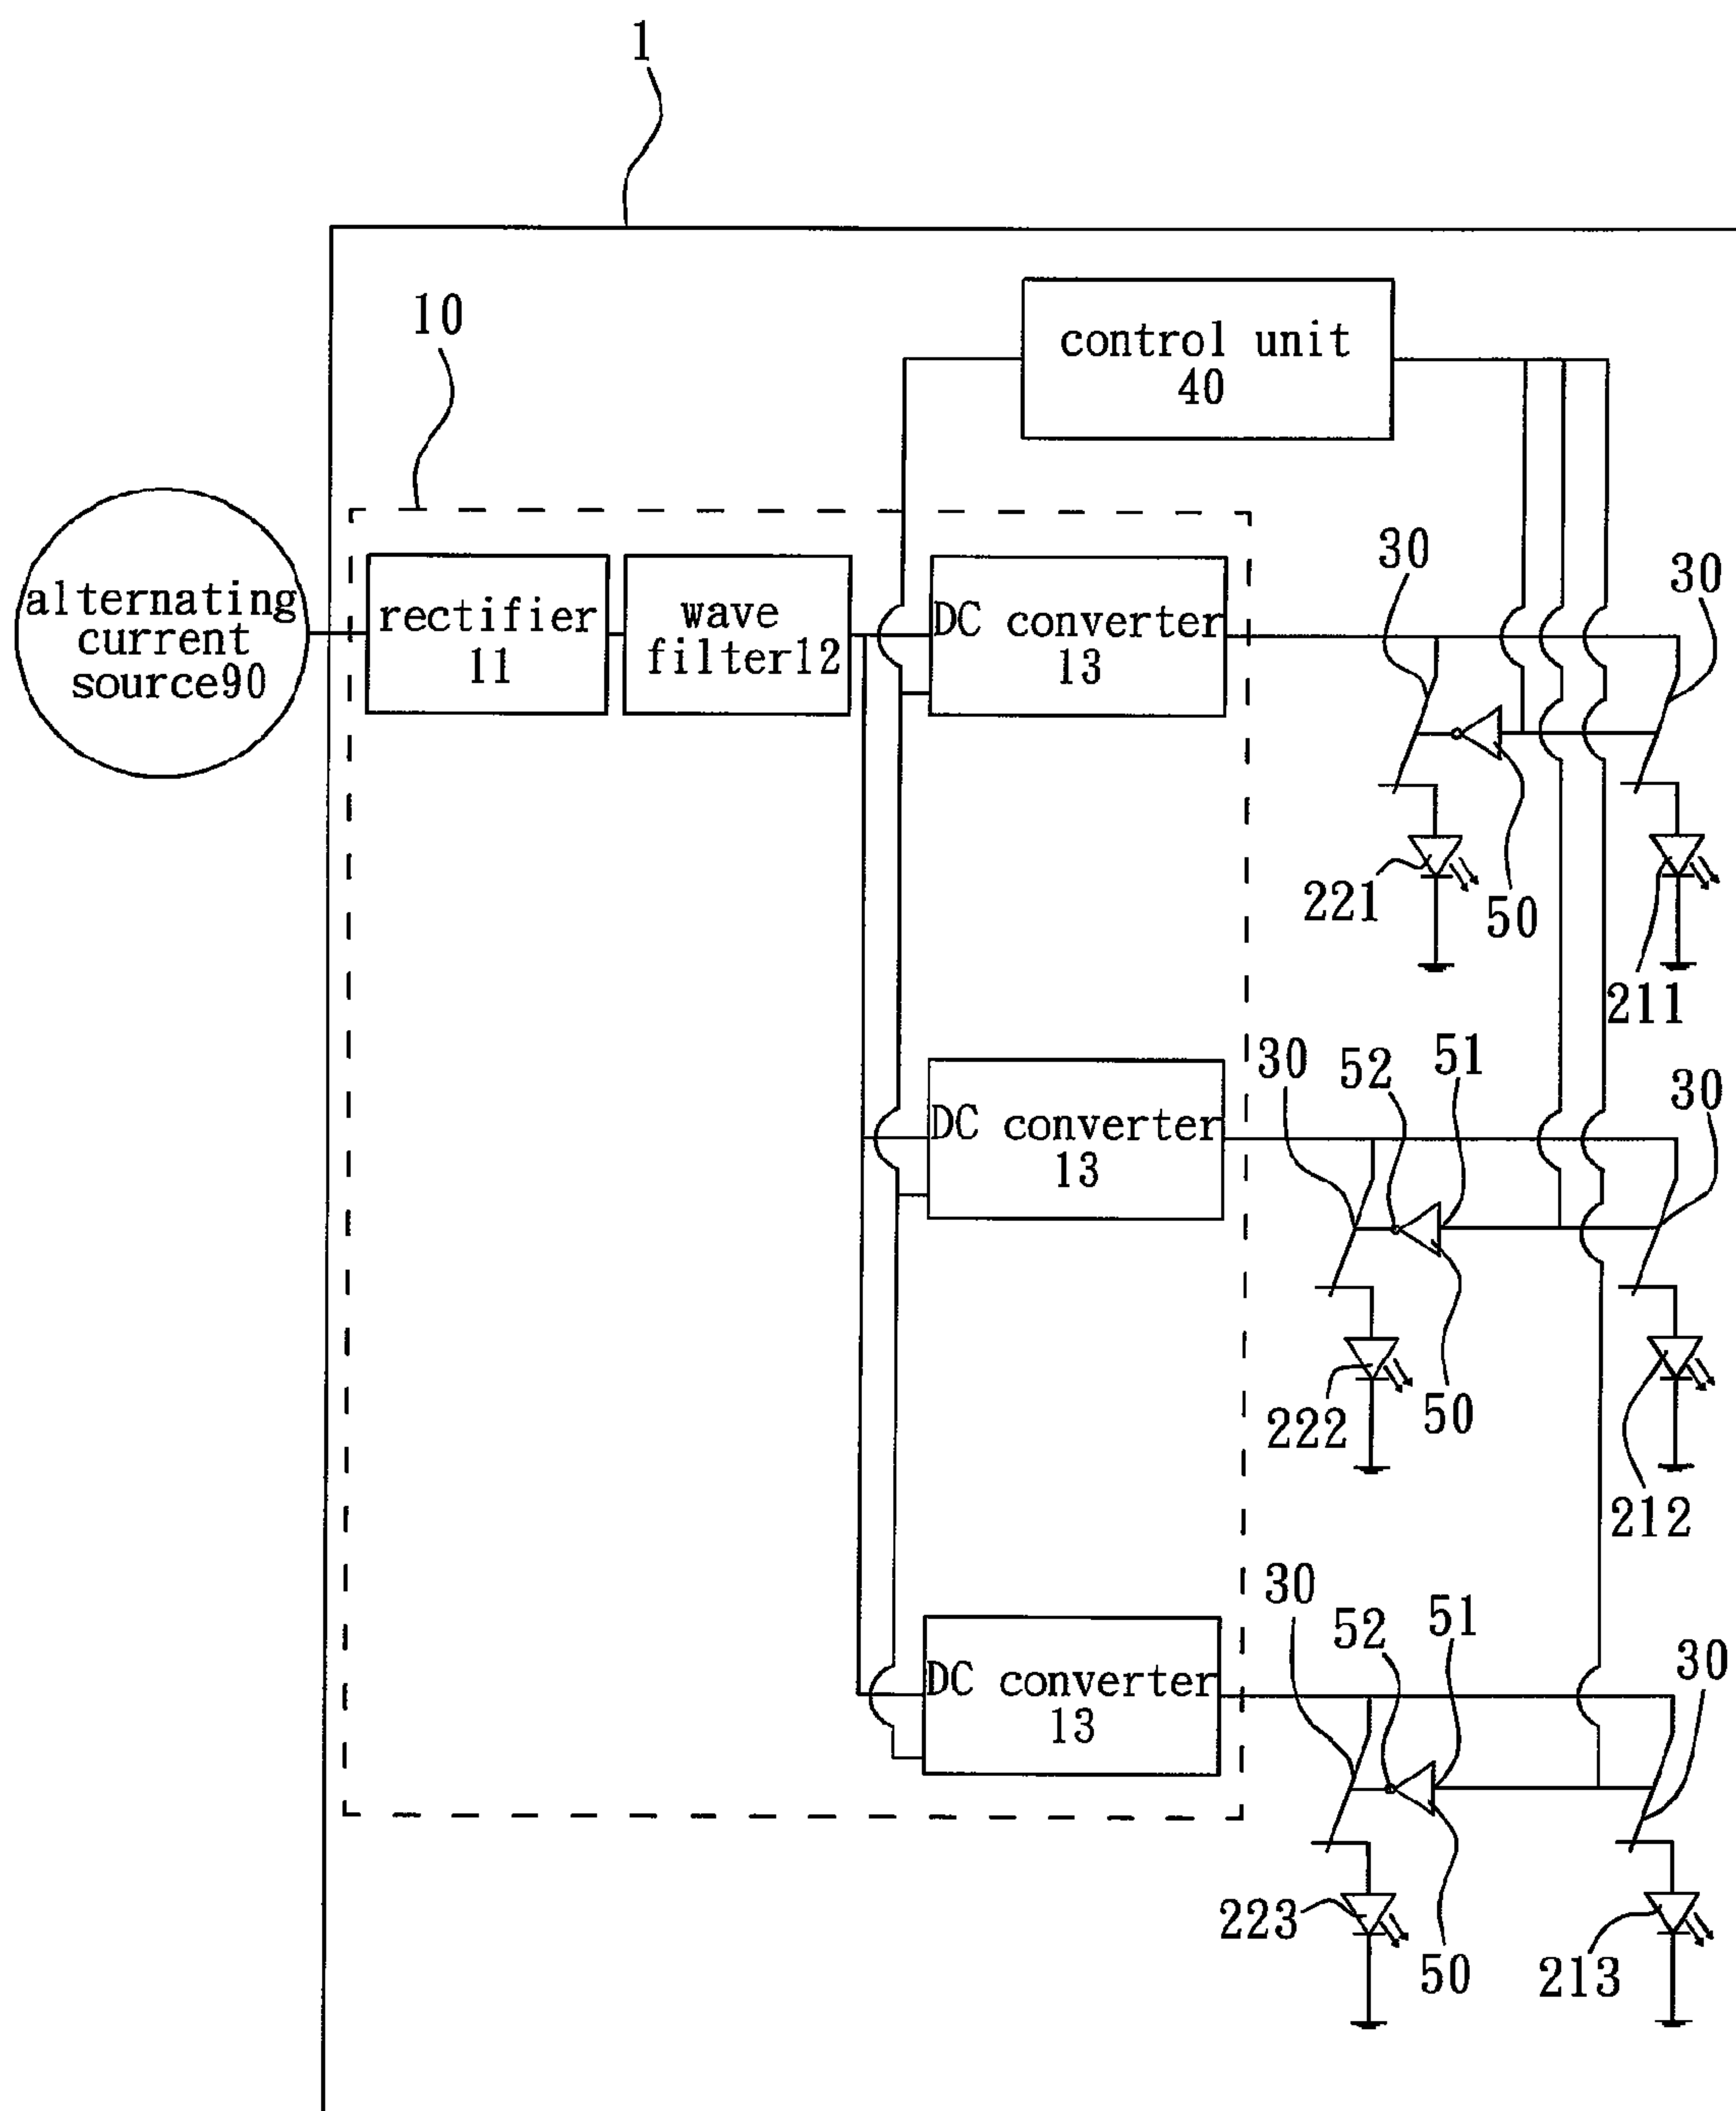 1
10
control unit
40
alternating
current
source90
rectifier
11
wave
filter12
DC converter
13
30
30
221
50
211
DC converter
13
30
52
51
30
222
50
212
DC converter
13
30
52
51
30
223
50
213